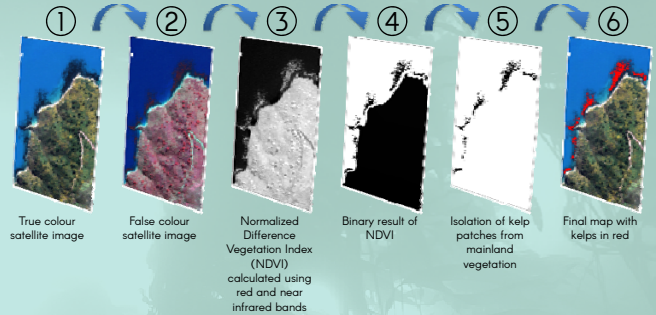 1 2 3 4 5 6
True colour
satellite image
False colour
satellite image
Normalized
Difference
Vegetation Index
(NDVI)
calculated using
red and near
infrared bands
Binary result of
NDVI
Isolation of kelp
patches from
mainland
vegetation
Final map with
kelps in red